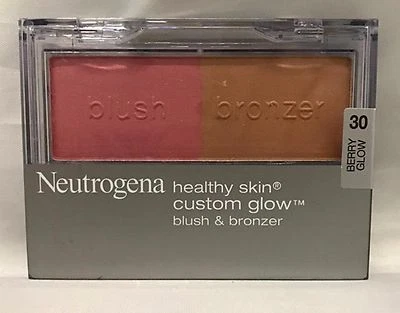 blush bronzer
30
BERRY
GLOW
Neutrogena
healthy skin®
custom glow™
blush & bronzer